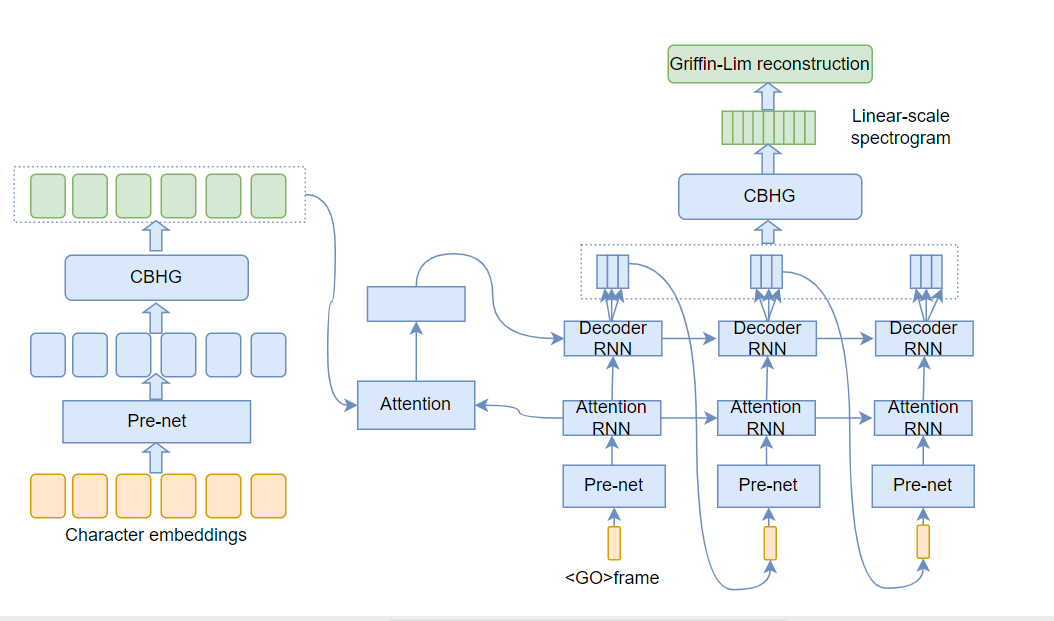 Griffin-Lim reconstruction
Linear-scale
spectrogram
CBHG
CBHG
Decoder
RNN
Decoder
RNN
Decoder
RNN
Attention
Attention
RNN
Attention
RNN
Attention
RNN
Pre-net
Pre-net
Pre-net
Pre-net
Character embeddings
<GO>frame